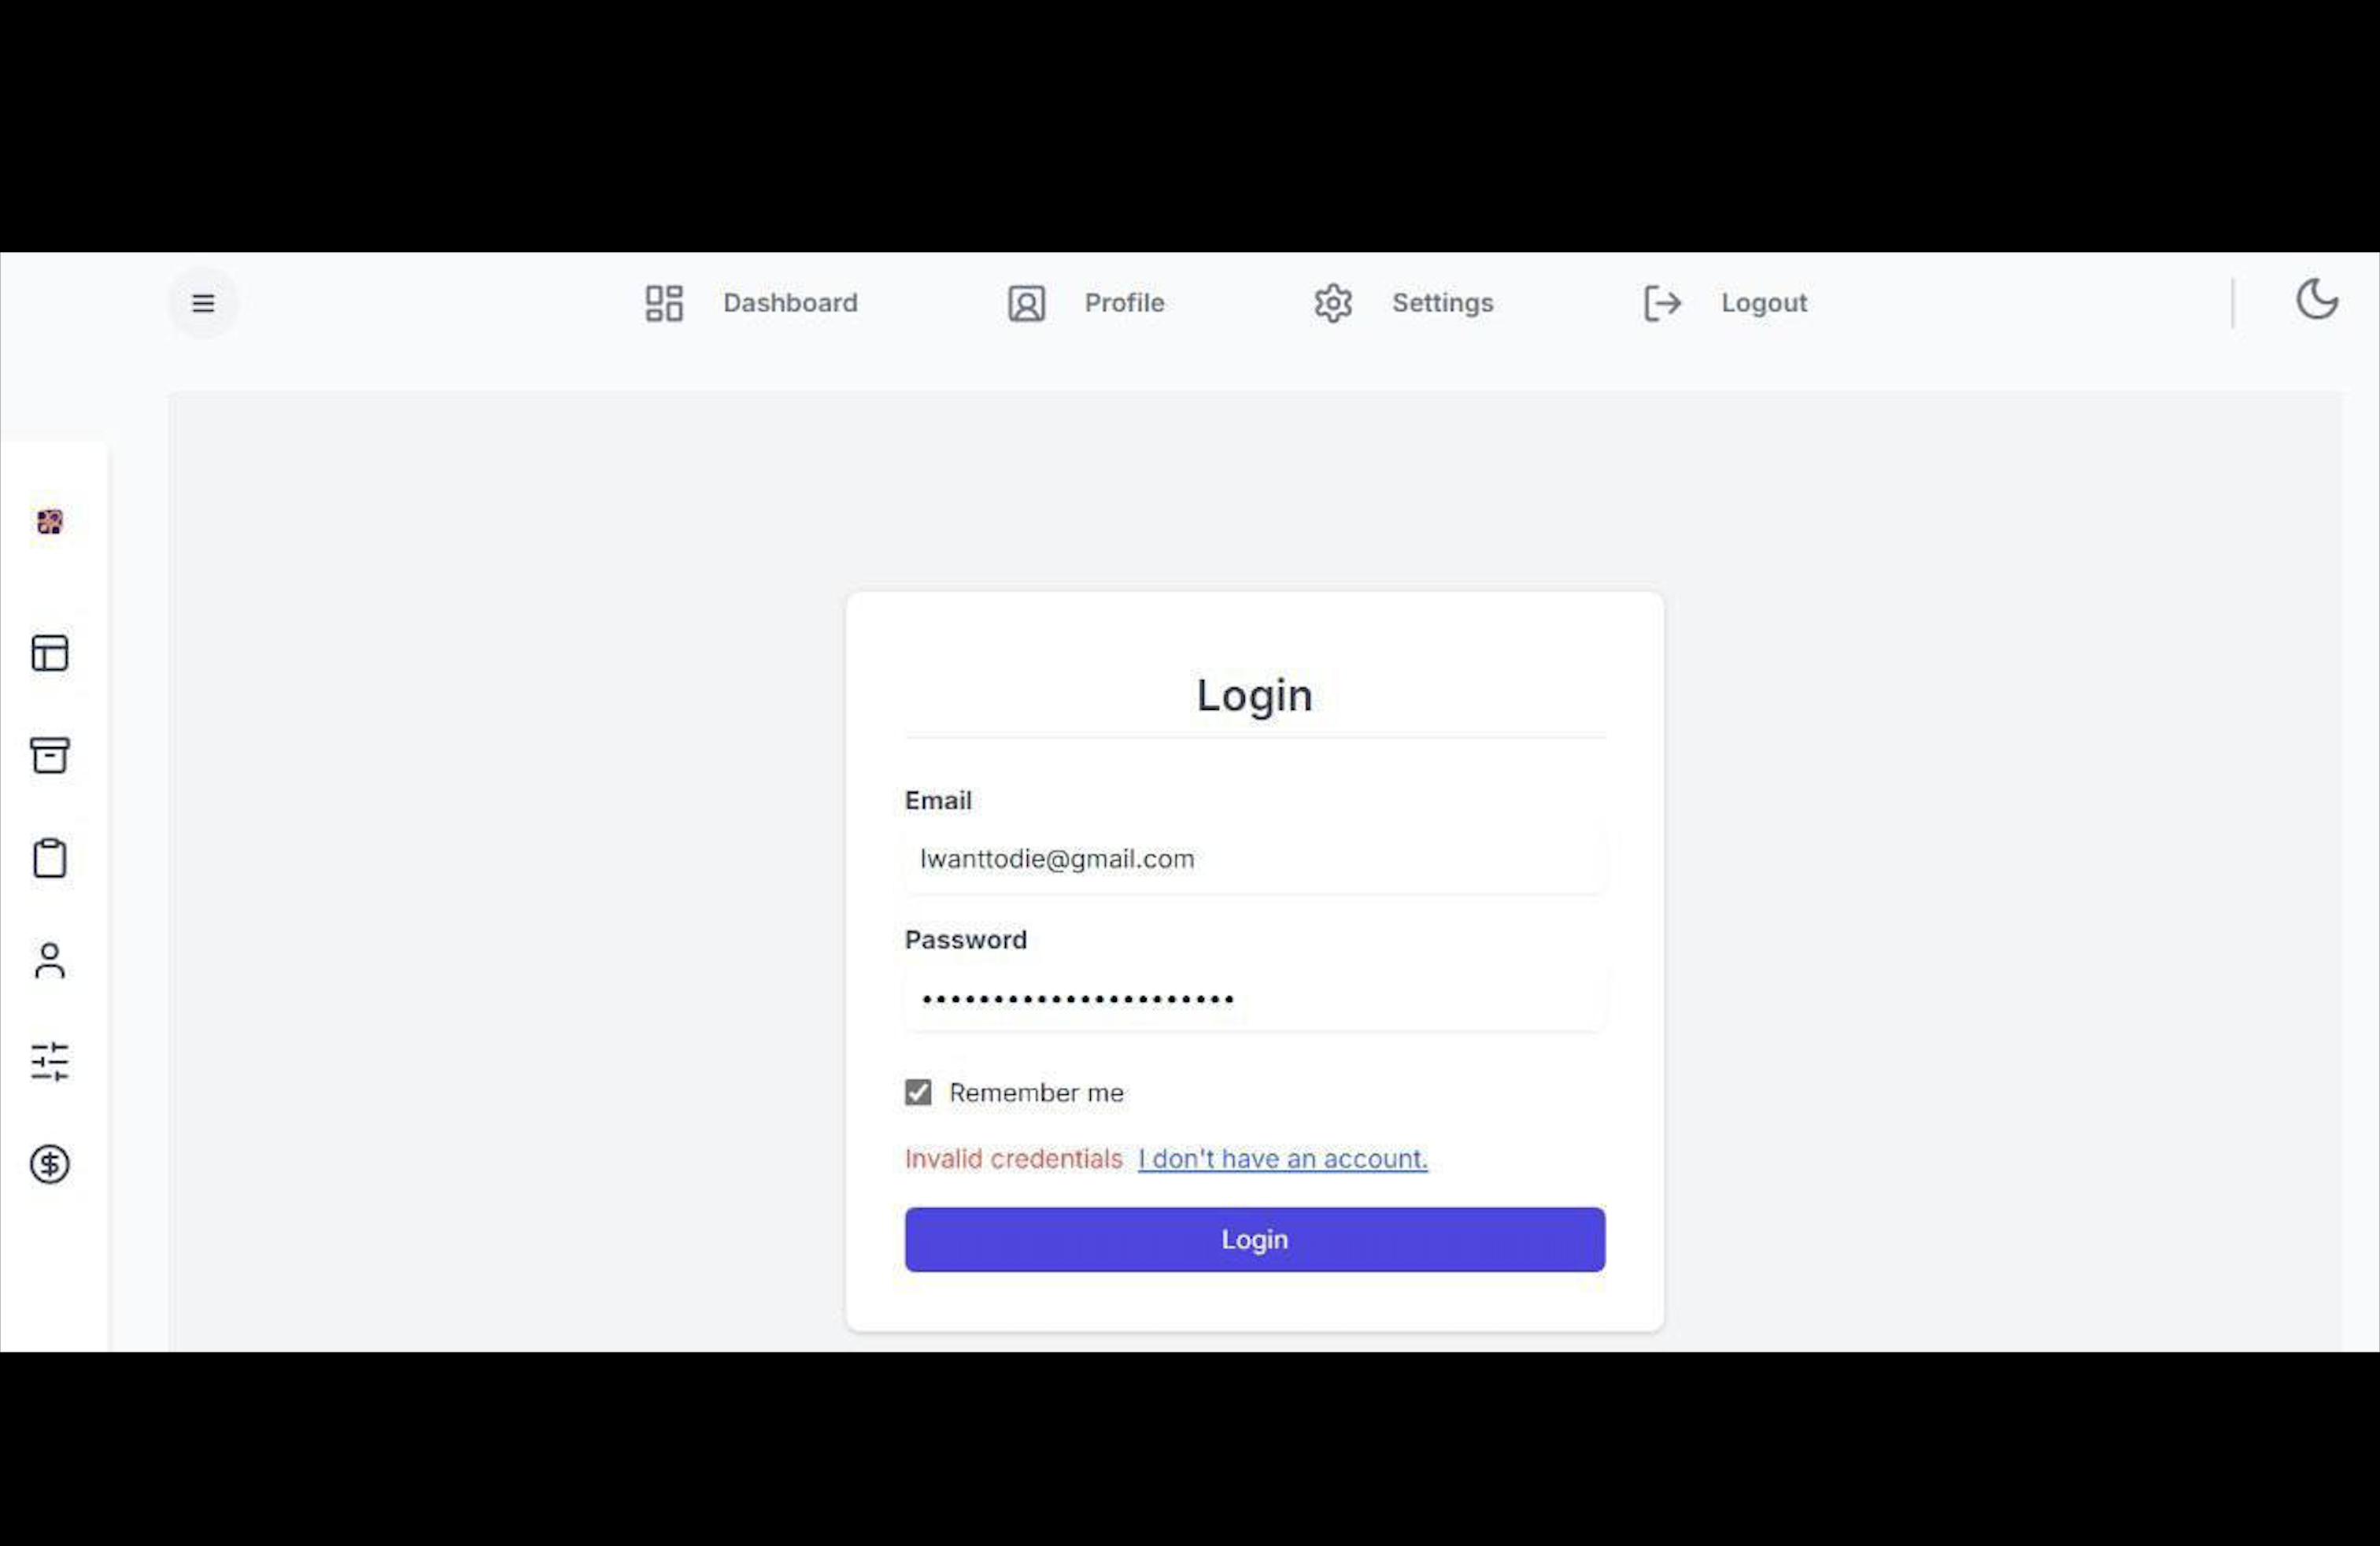 Dashboard Profile Settings Logout
Login
Email
Iwanttodie@gmail.com
Password
Remember me
Invalid credentials I don't have an account.
Login